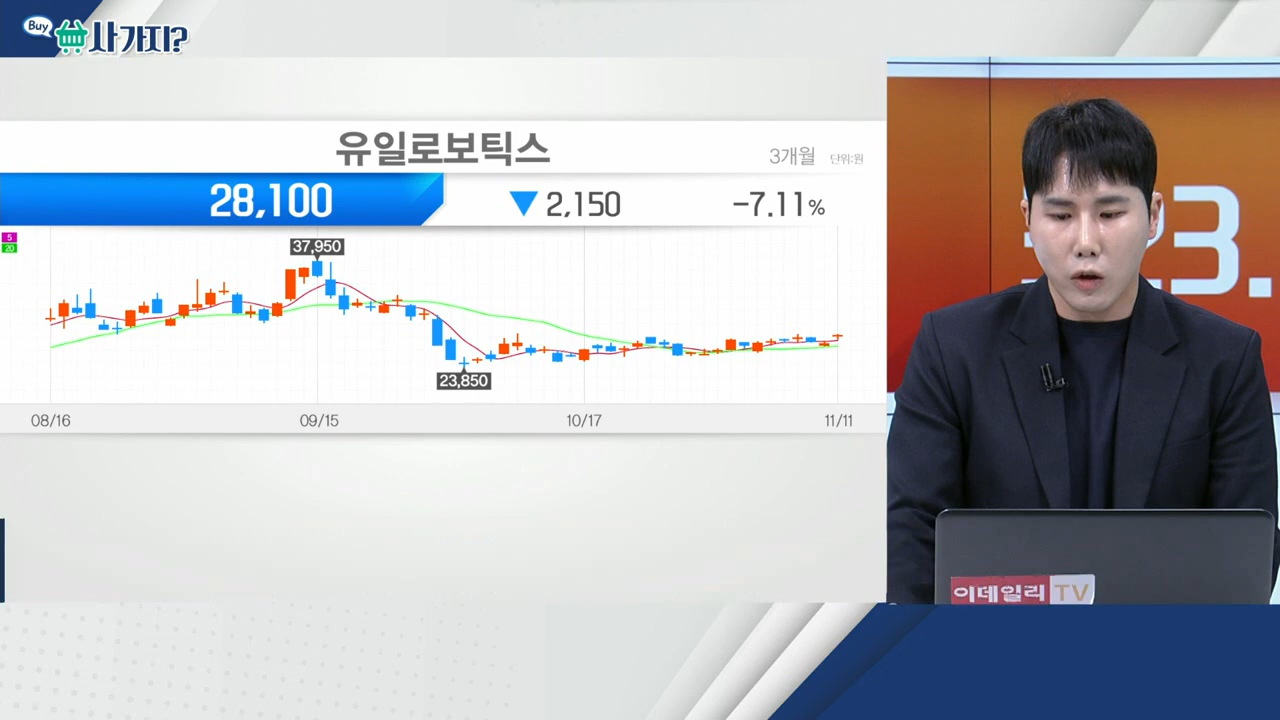 Buy
사가지?
유일로보틱스
3개월 단위:원
28,100 ▼ 2,150 -7.11%
5
20
37,950
23,850
08/16 09/15 10/17 11/11
23.
이데일리 TV